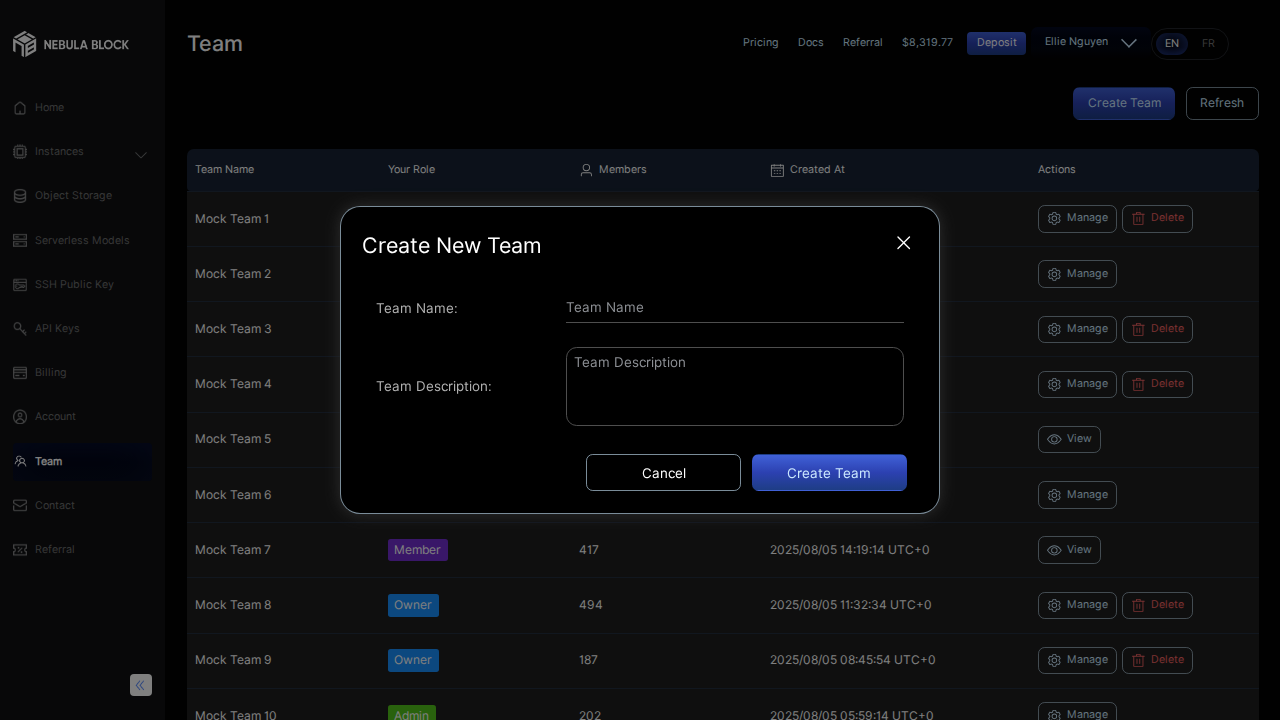 NEBULA BLOCK
Team
Pricing
Docs
Referral
$8,319.77
Deposit
Ellie Nguyen
EN
FR
Home
Instances
Object Storage
Serverless Models
SSH Public Key
API Keys
Billing
Account
Team
Contact
Referral
Create Team
Refresh
Team Name Your Role Members Created At Actions
Mock Team 1 Manage Delete
Mock Team 2 Manage
Mock Team 3 Manage Delete
Mock Team 4 Manage Delete
Mock Team 5 View
Mock Team 6 Manage
Mock Team 7 Member 417 2025/08/05 14:19:14 UTC+0 View
Mock Team 8 Owner 494 2025/08/05 11:32:34 UTC+0 Manage Delete
Mock Team 9 Owner 187 2025/08/05 08:45:54 UTC+0 Manage Delete
Mock Team 10 Admin 202 2025/08/05 05:59:14 UTC+0 Manage
Create New Team
Team Name: Team Name
Team Description: Team Description
Cancel
Create Team